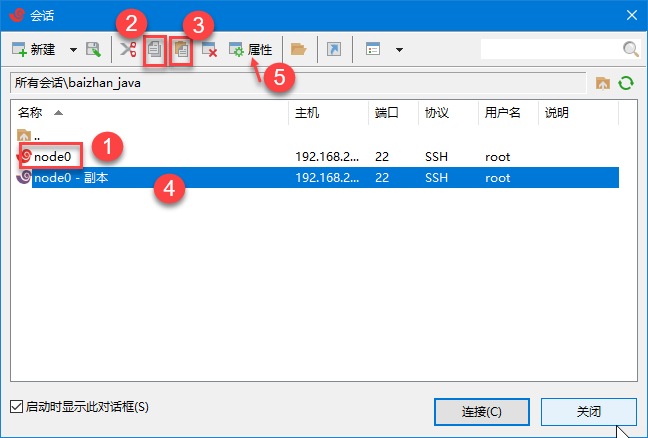 会话
2
3
新建
属性
5
所有会话\baizhan_java
名称 主机 端口 协议 用户名 说明
..
1
node0 192.168.2... 22 SSH root
node0 - 副本 192.168.2... 22 SSH root
4
启动时显示此对话框(S)
连接(C) 关闭